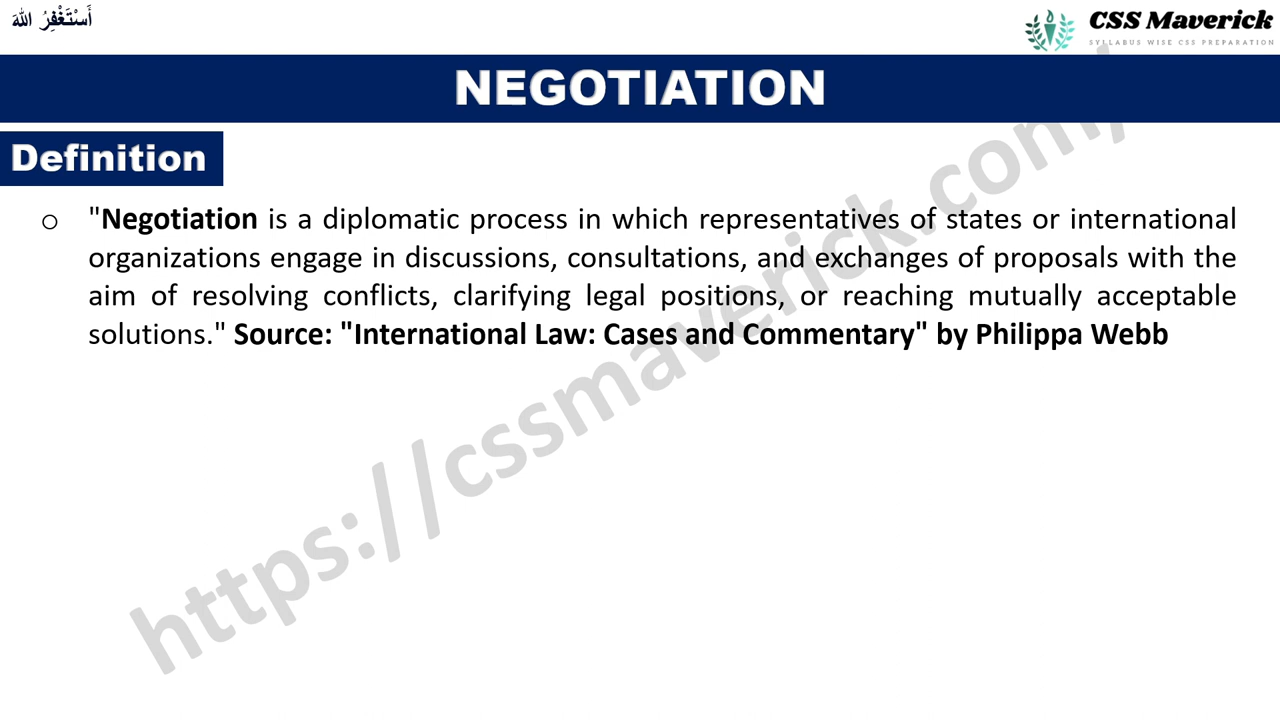 أَسْتَغْفِرُ اللهَ
CSS Maverick
SYLLABUS WISE CSS PREPARATION
NEGOTIATION
Definition
o "Negotiation is a diplomatic process in which representatives of states or international
organizations engage in discussions, consultations, and exchanges of proposals with the
aim of resolving conflicts, clarifying legal positions, or reaching mutually acceptable
solutions." Source: "International Law: Cases and Commentary" by Philippa Webb
https://cssmaverick.com/